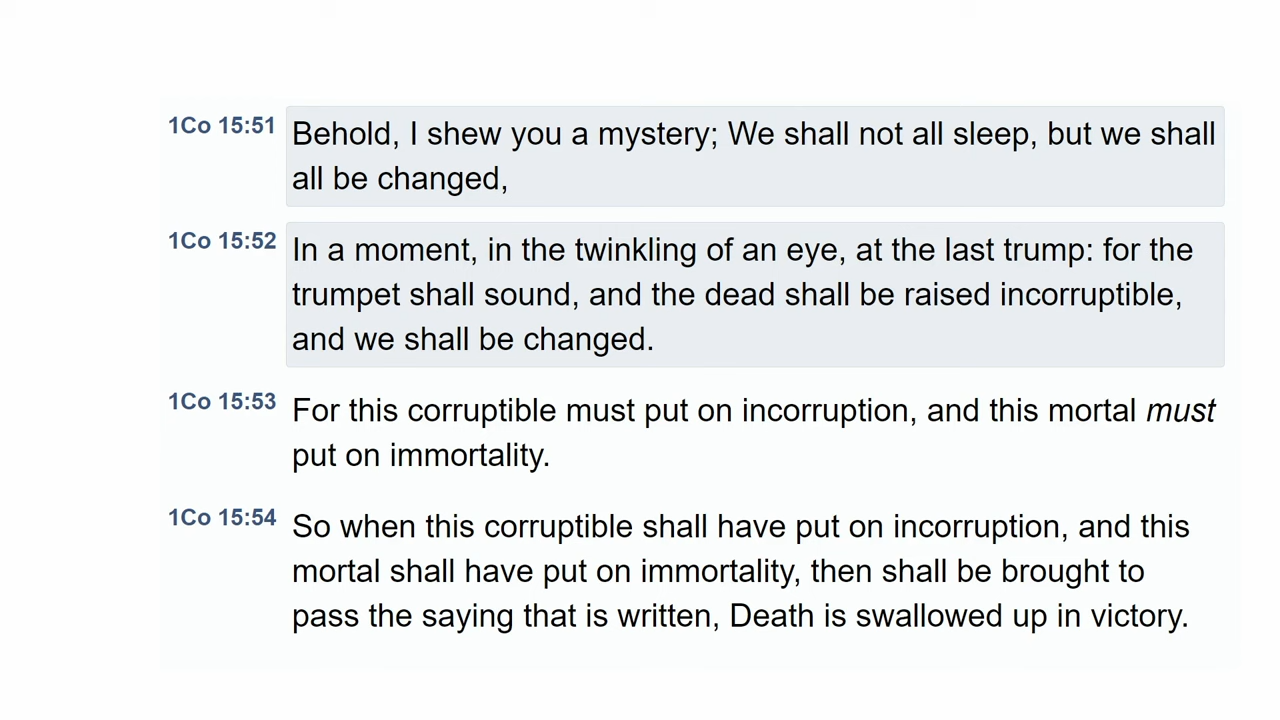 1Co 15:51 Behold, I shew you a mystery; We shall not all sleep, but we shall
all be changed,
1Co 15:52 In a moment, in the twinkling of an eye, at the last trump: for the
trumpet shall sound, and the dead shall be raised incorruptible,
and we shall be changed.
1Co 15:53 For this corruptible must put on incorruption, and this mortal must
put on immortality.
1Co 15:54 So when this corruptible shall have put on incorruption, and this
mortal shall have put on immortality, then shall be brought to
pass the saying that is written, Death is swallowed up in victory.